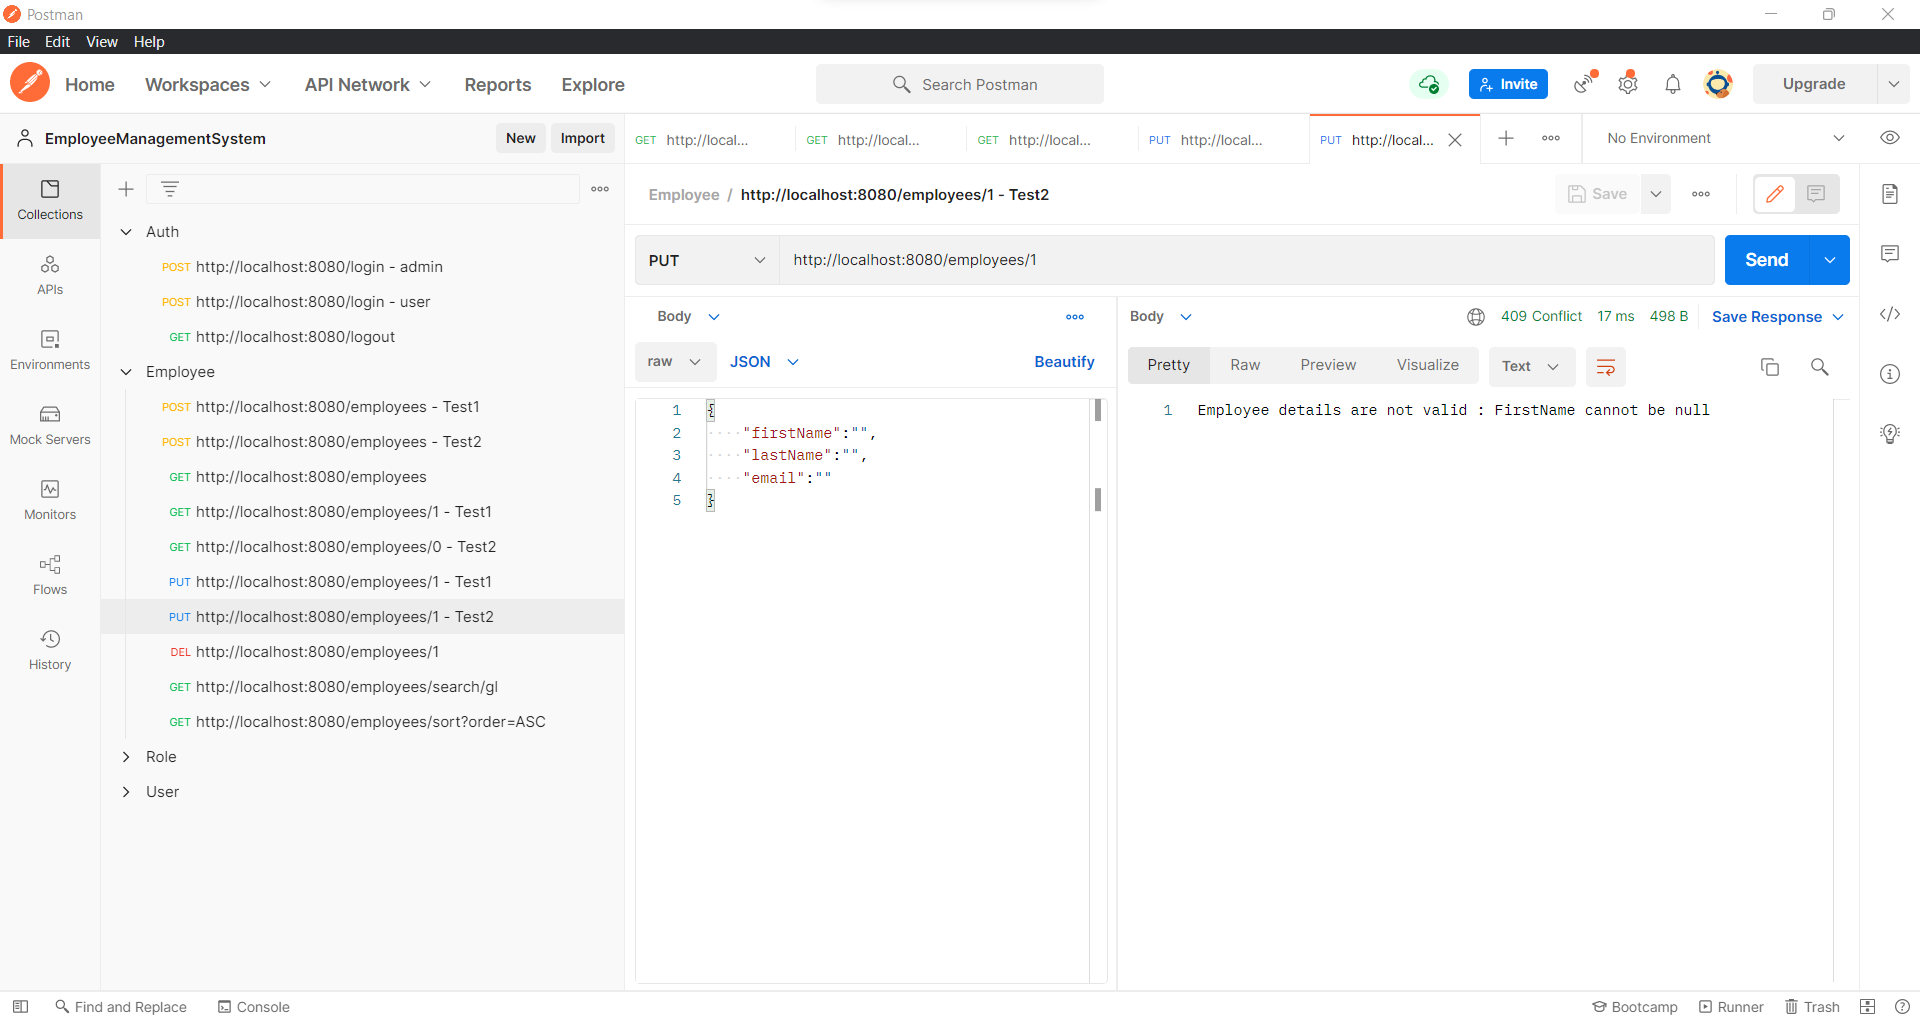 Postman
File Edit View Help
Home Workspaces API Network Reports Explore Search Postman Invite Upgrade
EmployeeManagementSystem New Import
GET http://local... GET http://local... GET http://local... PUT http://local... PUT http://local... No Environment
Collections
APIs
Environments
Mock Servers
Monitors
Flows
History
Auth
POST http://localhost:8080/login - admin
POST http://localhost:8080/login - user
GET http://localhost:8080/logout
Employee
POST http://localhost:8080/employees - Test1
POST http://localhost:8080/employees - Test2
GET http://localhost:8080/employees
GET http://localhost:8080/employees/1 - Test1
GET http://localhost:8080/employees/0 - Test2
PUT http://localhost:8080/employees/1 - Test1
PUT http://localhost:8080/employees/1 - Test2
DEL http://localhost:8080/employees/1
GET http://localhost:8080/employees/search/gl
GET http://localhost:8080/employees/sort?order=ASC
Role
User
Employee / http://localhost:8080/employees/1 - Test2 Save
PUT http://localhost:8080/employees/1 Send
Body
raw JSON Beautify
1 {
2 ····"firstName":"",
3 ····"lastName":"",
4 ····"email":""
5 }
Body 409 Conflict 17 ms 498 B Save Response
Pretty Raw Preview Visualize Text
1 Employee details are not valid : FirstName cannot be null
Find and Replace Console Bootcamp Runner Trash